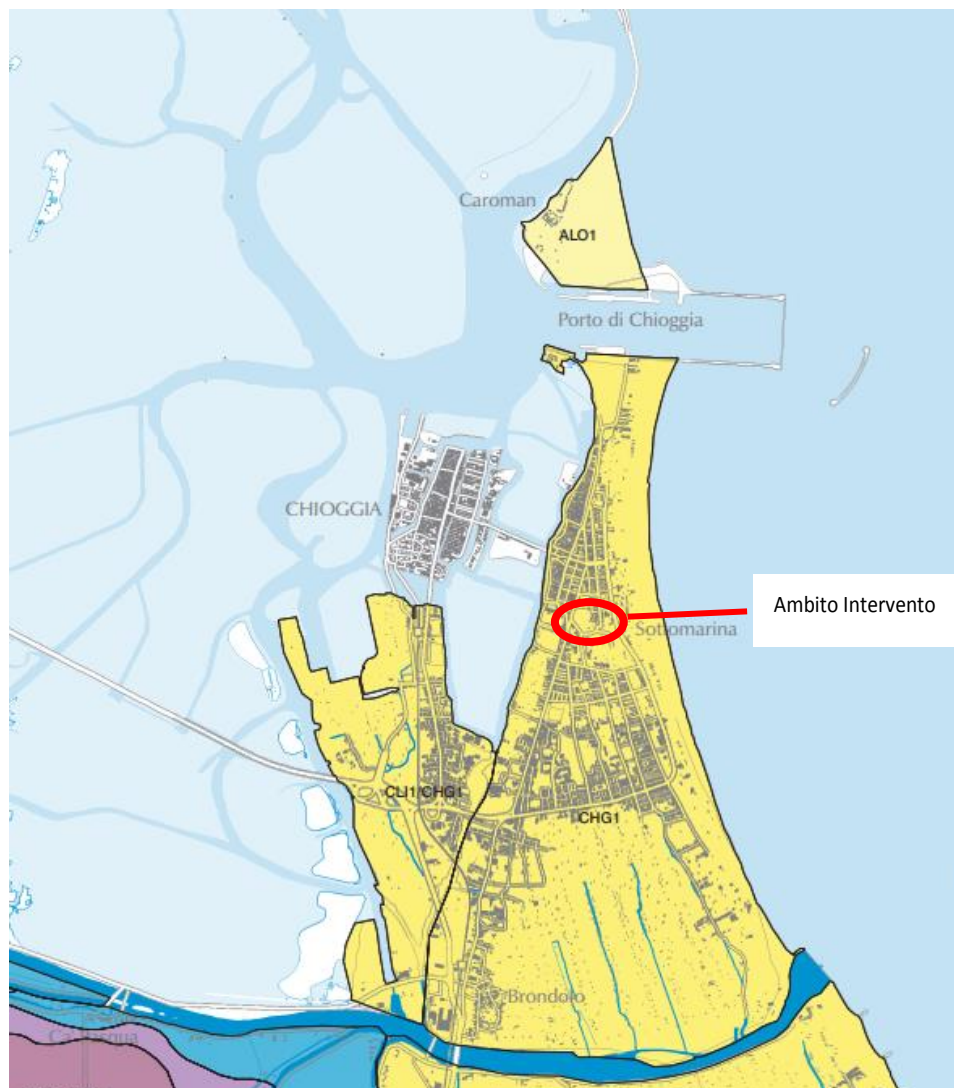 Caroman
ALO1
Porto di Chioggia
CHIOGGIA
Ambito Intervento
Sottomarina
CLI1/CHG1
CHG1
Brondolo